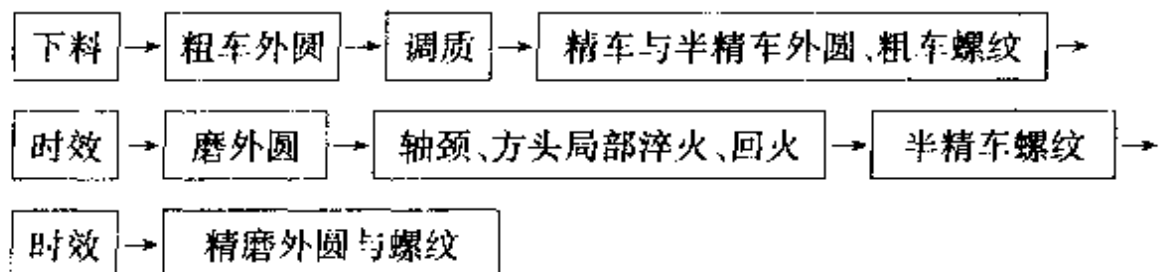 下料 → 粗车外圆 → 调质 → 精车与半精车外圆、粗车螺纹 →
时效 → 磨外圆 → 轴颈、方头局部淬火、回火 → 半精车螺纹 →
时效 → 精磨外圆与螺纹